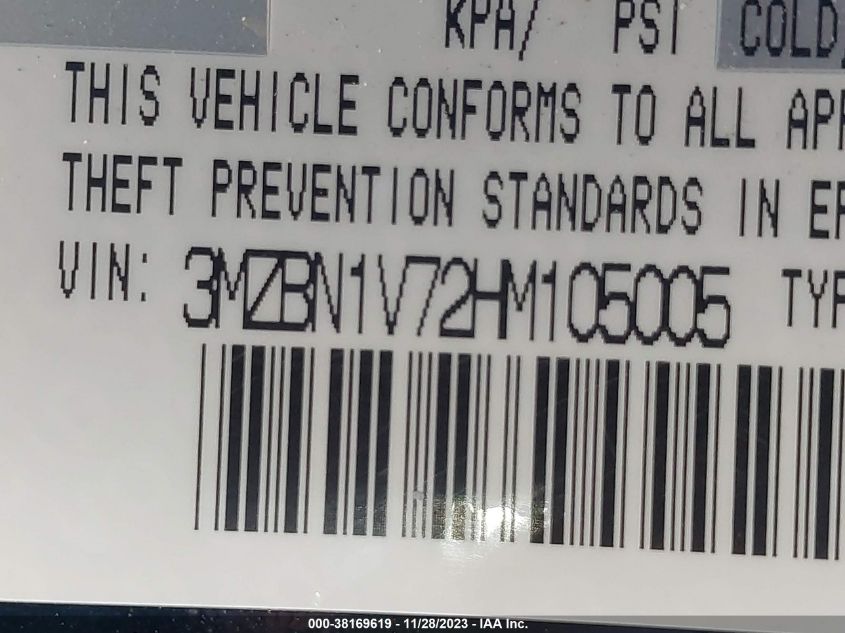 KPA/ PSI COLD
THIS VEHICLE CONFORMS TO ALL
THEFT PREVENTION STANDARDS IN
VIN: 3MZBN1V72HM105005
000-38169619 - 11/28/2023 - IAA Inc.